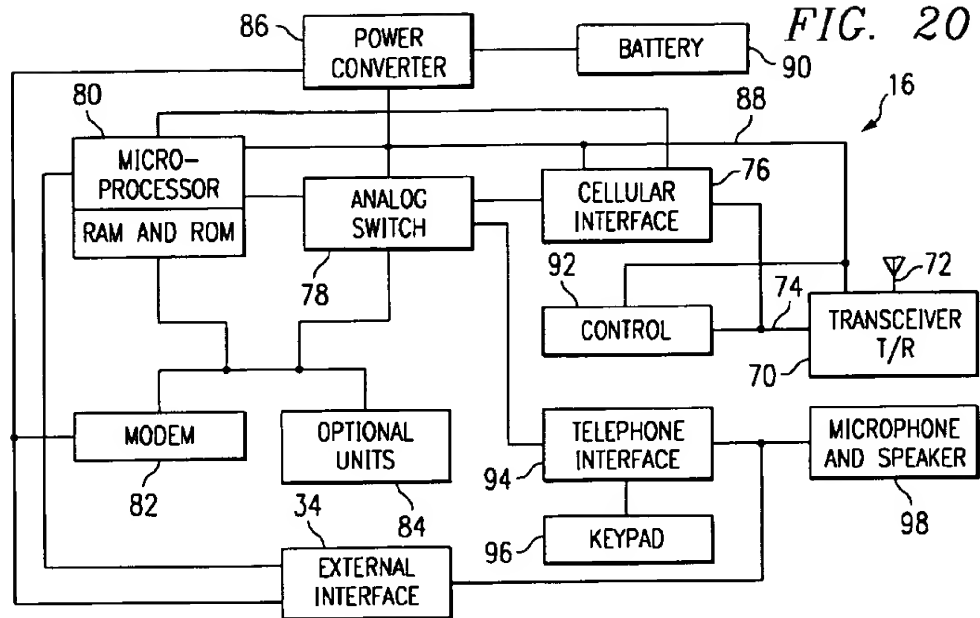 FIG. 20
86
POWER
CONVERTER
BATTERY
90
16
80
88
MICRO-
PROCESSOR
RAM AND ROM
ANALOG
SWITCH
78
CELLULAR
INTERFACE
76
92
CONTROL
74
72
TRANSCEIVER
T/R
70
MODEM
82
OPTIONAL
UNITS
84
TELEPHONE
INTERFACE
94
MICROPHONE
AND SPEAKER
98
KEYPAD
96
34
EXTERNAL
INTERFACE